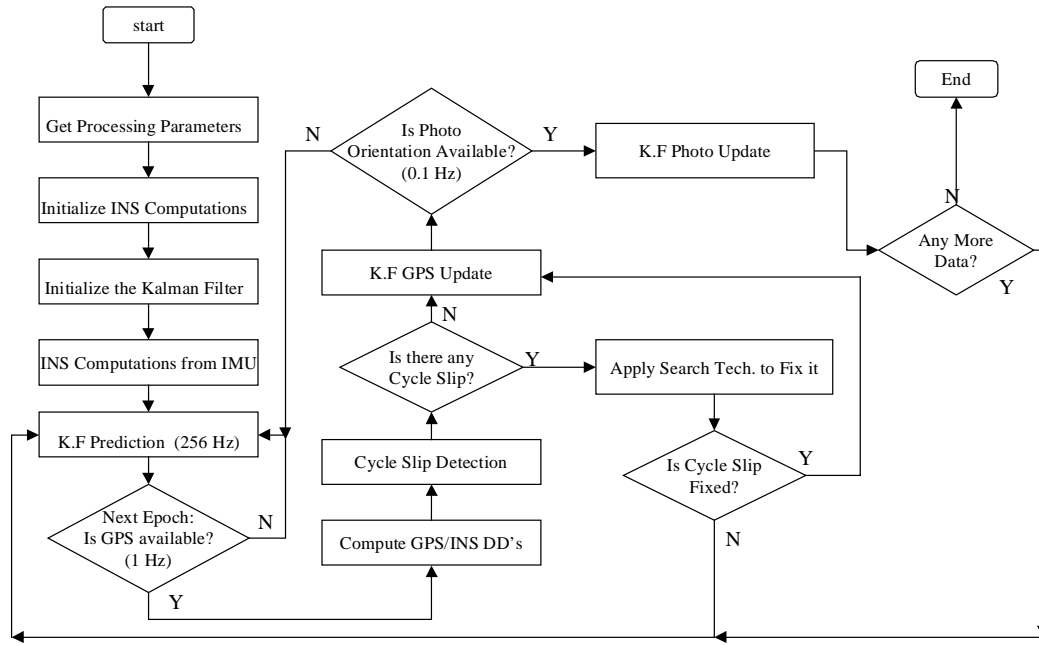 start
Get Processing Parameters
Initialize INS Computations
Initialize the Kalman Filter
INS Computations from IMU
K.F Prediction (256 Hz)
Next Epoch:
Is GPS available?
(1 Hz)
N
Y
Compute GPS/INS DD's
Cycle Slip Detection
Is there any
Cycle Slip?
N
Y
Apply Search Tech. to Fix it
Is Cycle Slip
Fixed?
Y
N
K.F GPS Update
Is Photo
Orientation Available?
(0.1 Hz)
N
Y
K.F Photo Update
Any More
Data?
N
Y
End